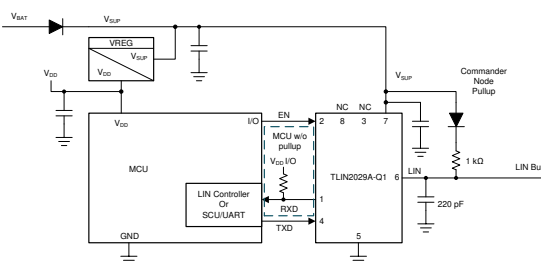 VBAT
VSUP
VREG
VSUP
VDD
VDD
VSUP
Commander
Node
Pullup
I/O
EN
2
NC
8
NC
3
7
VDD
MCU w/o
pullup
VDD I/O
MCU
TLIN2029A-Q1
6
LIN
1 kΩ
LIN Bu
LIN Controller
Or
SCU/UART
1
RXD
4
TXD
220 pF
GND
5